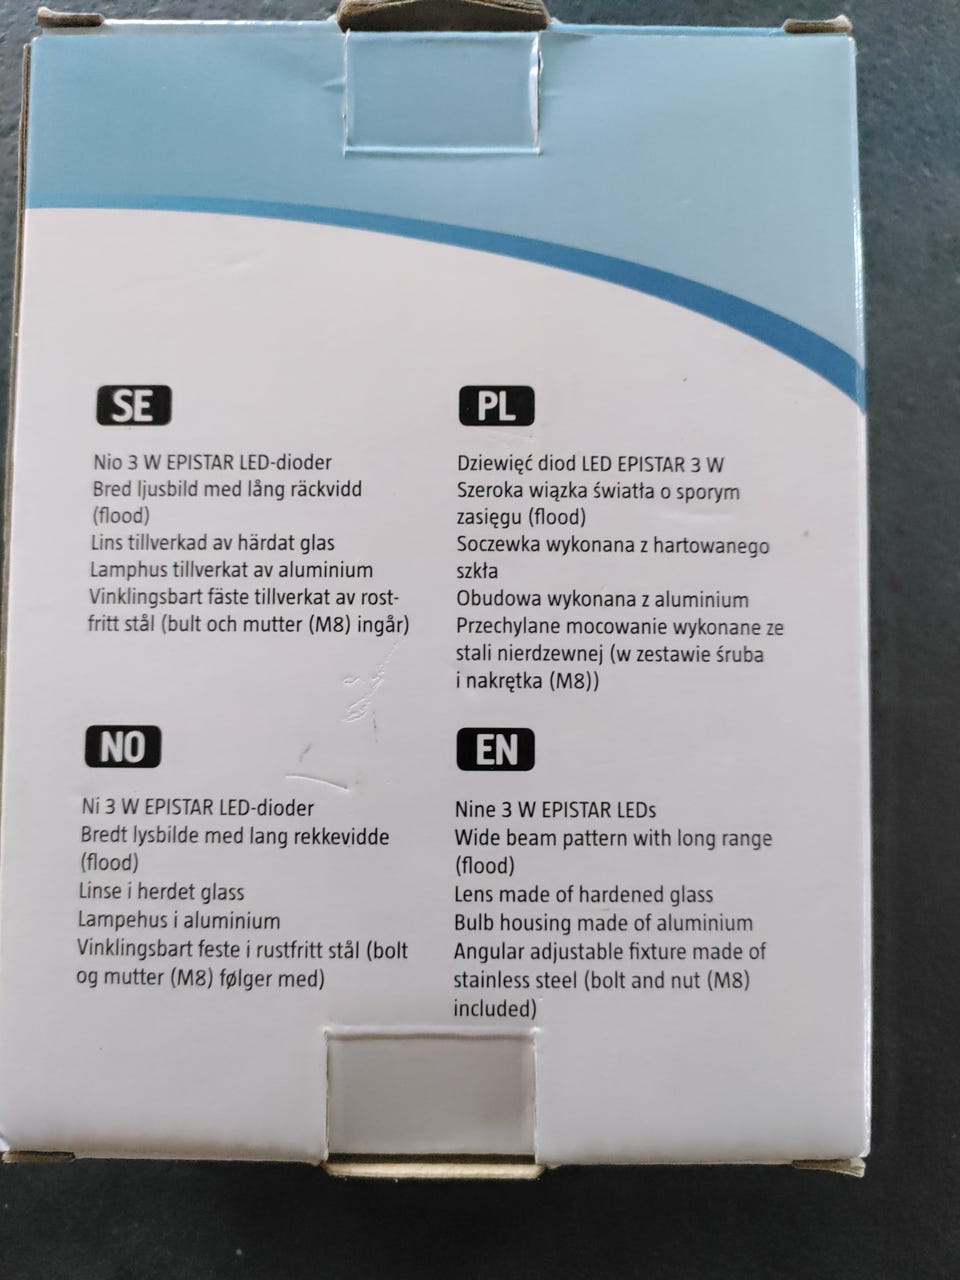 SE
Nio 3 W EPISTAR LED-dioder
Bred ljusbild med lång räckvidd
(flood)
Lins tillverkad av härdat glas
Lamphus tillverkat av aluminium
Vinklingsbart fäste tillverkat av rost-
fritt stål (bult och mutter (M8) ingår)
PL
Dziewięć diod LED EPISTAR 3 W
Szeroka wiązka światła o sporym
zasięgu (flood)
Soczewka wykonana z hartowanego
szkła
Obudowa wykonana z aluminium
Przechylane mocowanie wykonane ze
stali nierdzewnej (w zestawie śruba
i nakrętka (M8))
NO
Ni 3 W EPISTAR LED-dioder
Bredt lysbilde med lang rekkevidde
(flood)
Linse i herdet glass
Lampehus i aluminium
Vinklingsbart feste i rustfritt stål (bolt
og mutter (M8) følger med)
EN
Nine 3 W EPISTAR LEDs
Wide beam pattern with long range
(flood)
Lens made of hardened glass
Bulb housing made of aluminium
Angular adjustable fixture made of
stainless steel (bolt and nut (M8)
included)